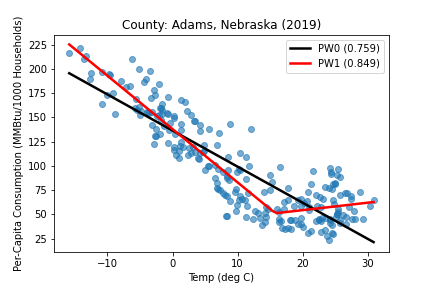 County: Adams, Nebraska (2019)
PW0 (0.759)
PW1 (0.849)
Per-Capita Consumption (MMBtu/1000 Households)
225
200
175
150
125
100
75
50
25
−10 0 10 20 30
Temp (deg C)